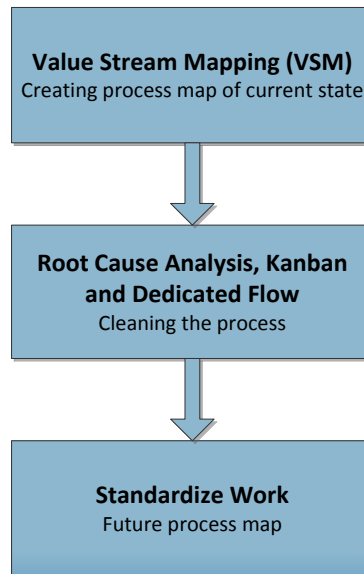 Value Stream Mapping (VSM)
Creating process map of current state
Root Cause Analysis, Kanban
and Dedicated Flow
Cleaning the process
Standardize Work
Future process map